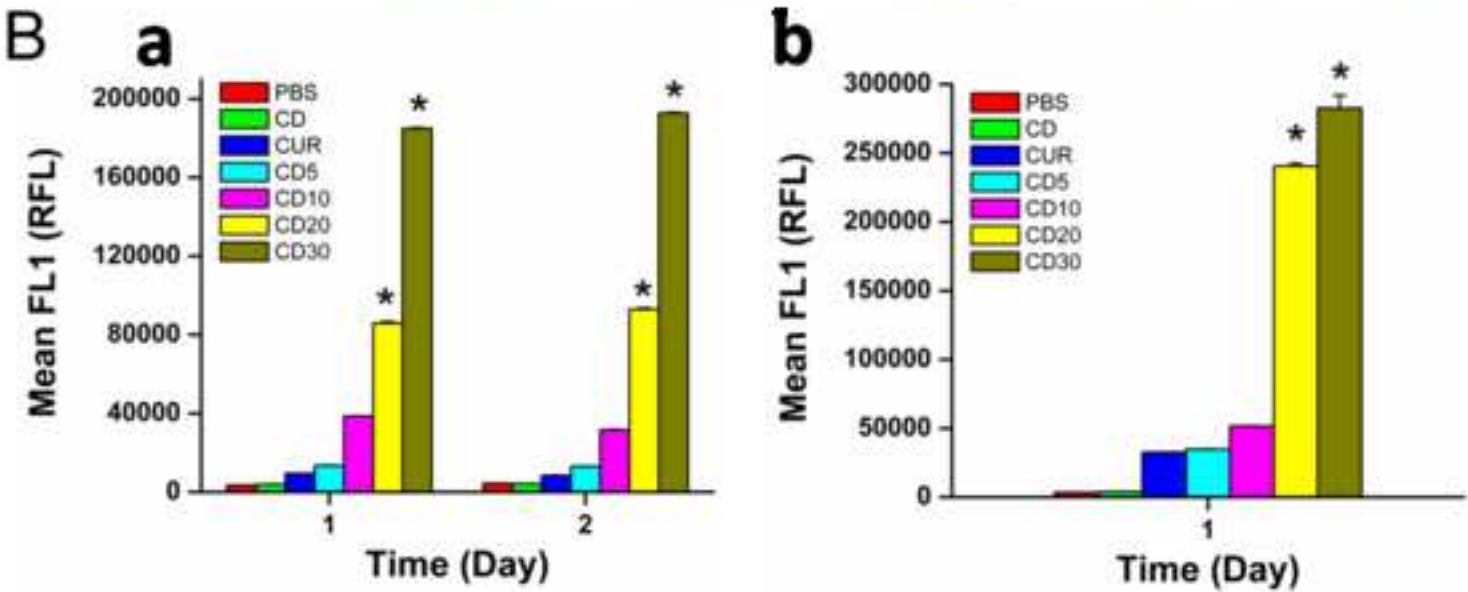 B
a
PBS
CD
CUR
CD5
CD10
CD20
CD30
*
*
*
*
200000
160000
120000
80000
40000
0
Mean FL1 (RFL)
1
2
Time (Day)
b
PBS
CD
CUR
CD5
CD10
CD20
CD30
*
*
300000
250000
200000
150000
100000
50000
0
Mean FL1 (RFL)
1
Time (Day)